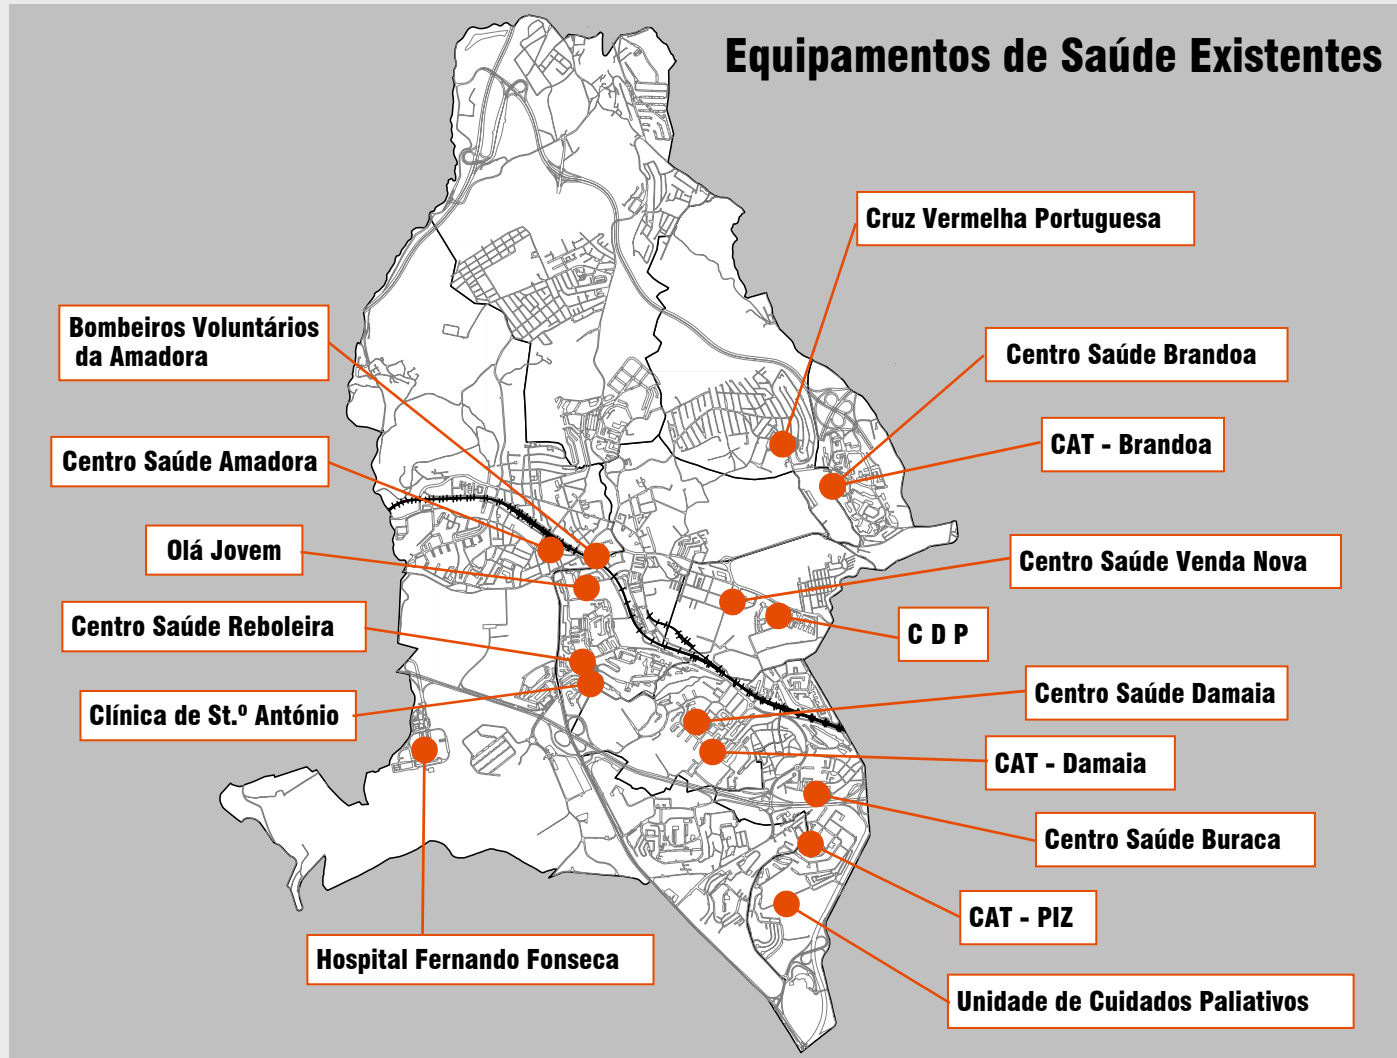 Equipamentos de Saúde Existentes
Cruz Vermelha Portuguesa
Bombeiros Voluntários
da Amadora
Centro Saúde Brandoa
CAT - Brandoa
Centro Saúde Amadora
Olá Jovem
Centro Saúde Venda Nova
Centro Saúde Reboleira
C D P
Centro Saúde Damaia
Clínica de St.º António
CAT - Damaia
Centro Saúde Buraca
CAT - PIZ
Hospital Fernando Fonseca
Unidade de Cuidados Paliativos